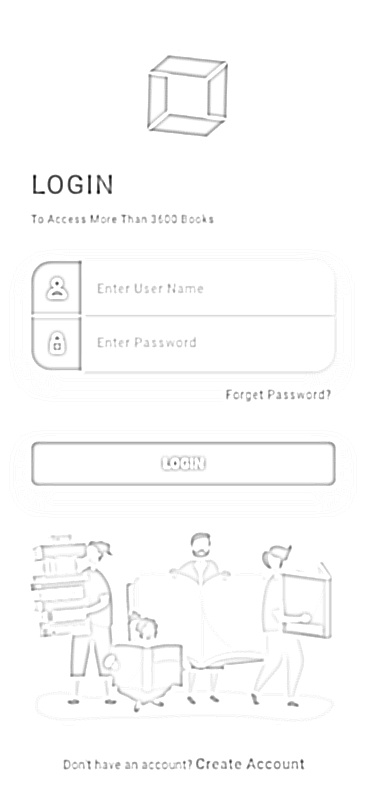 LOGIN
To Access More Than 3600 Books
Enter User Name
Enter Password
Forget Password?
LOGIN
Don't have an account? Create Account